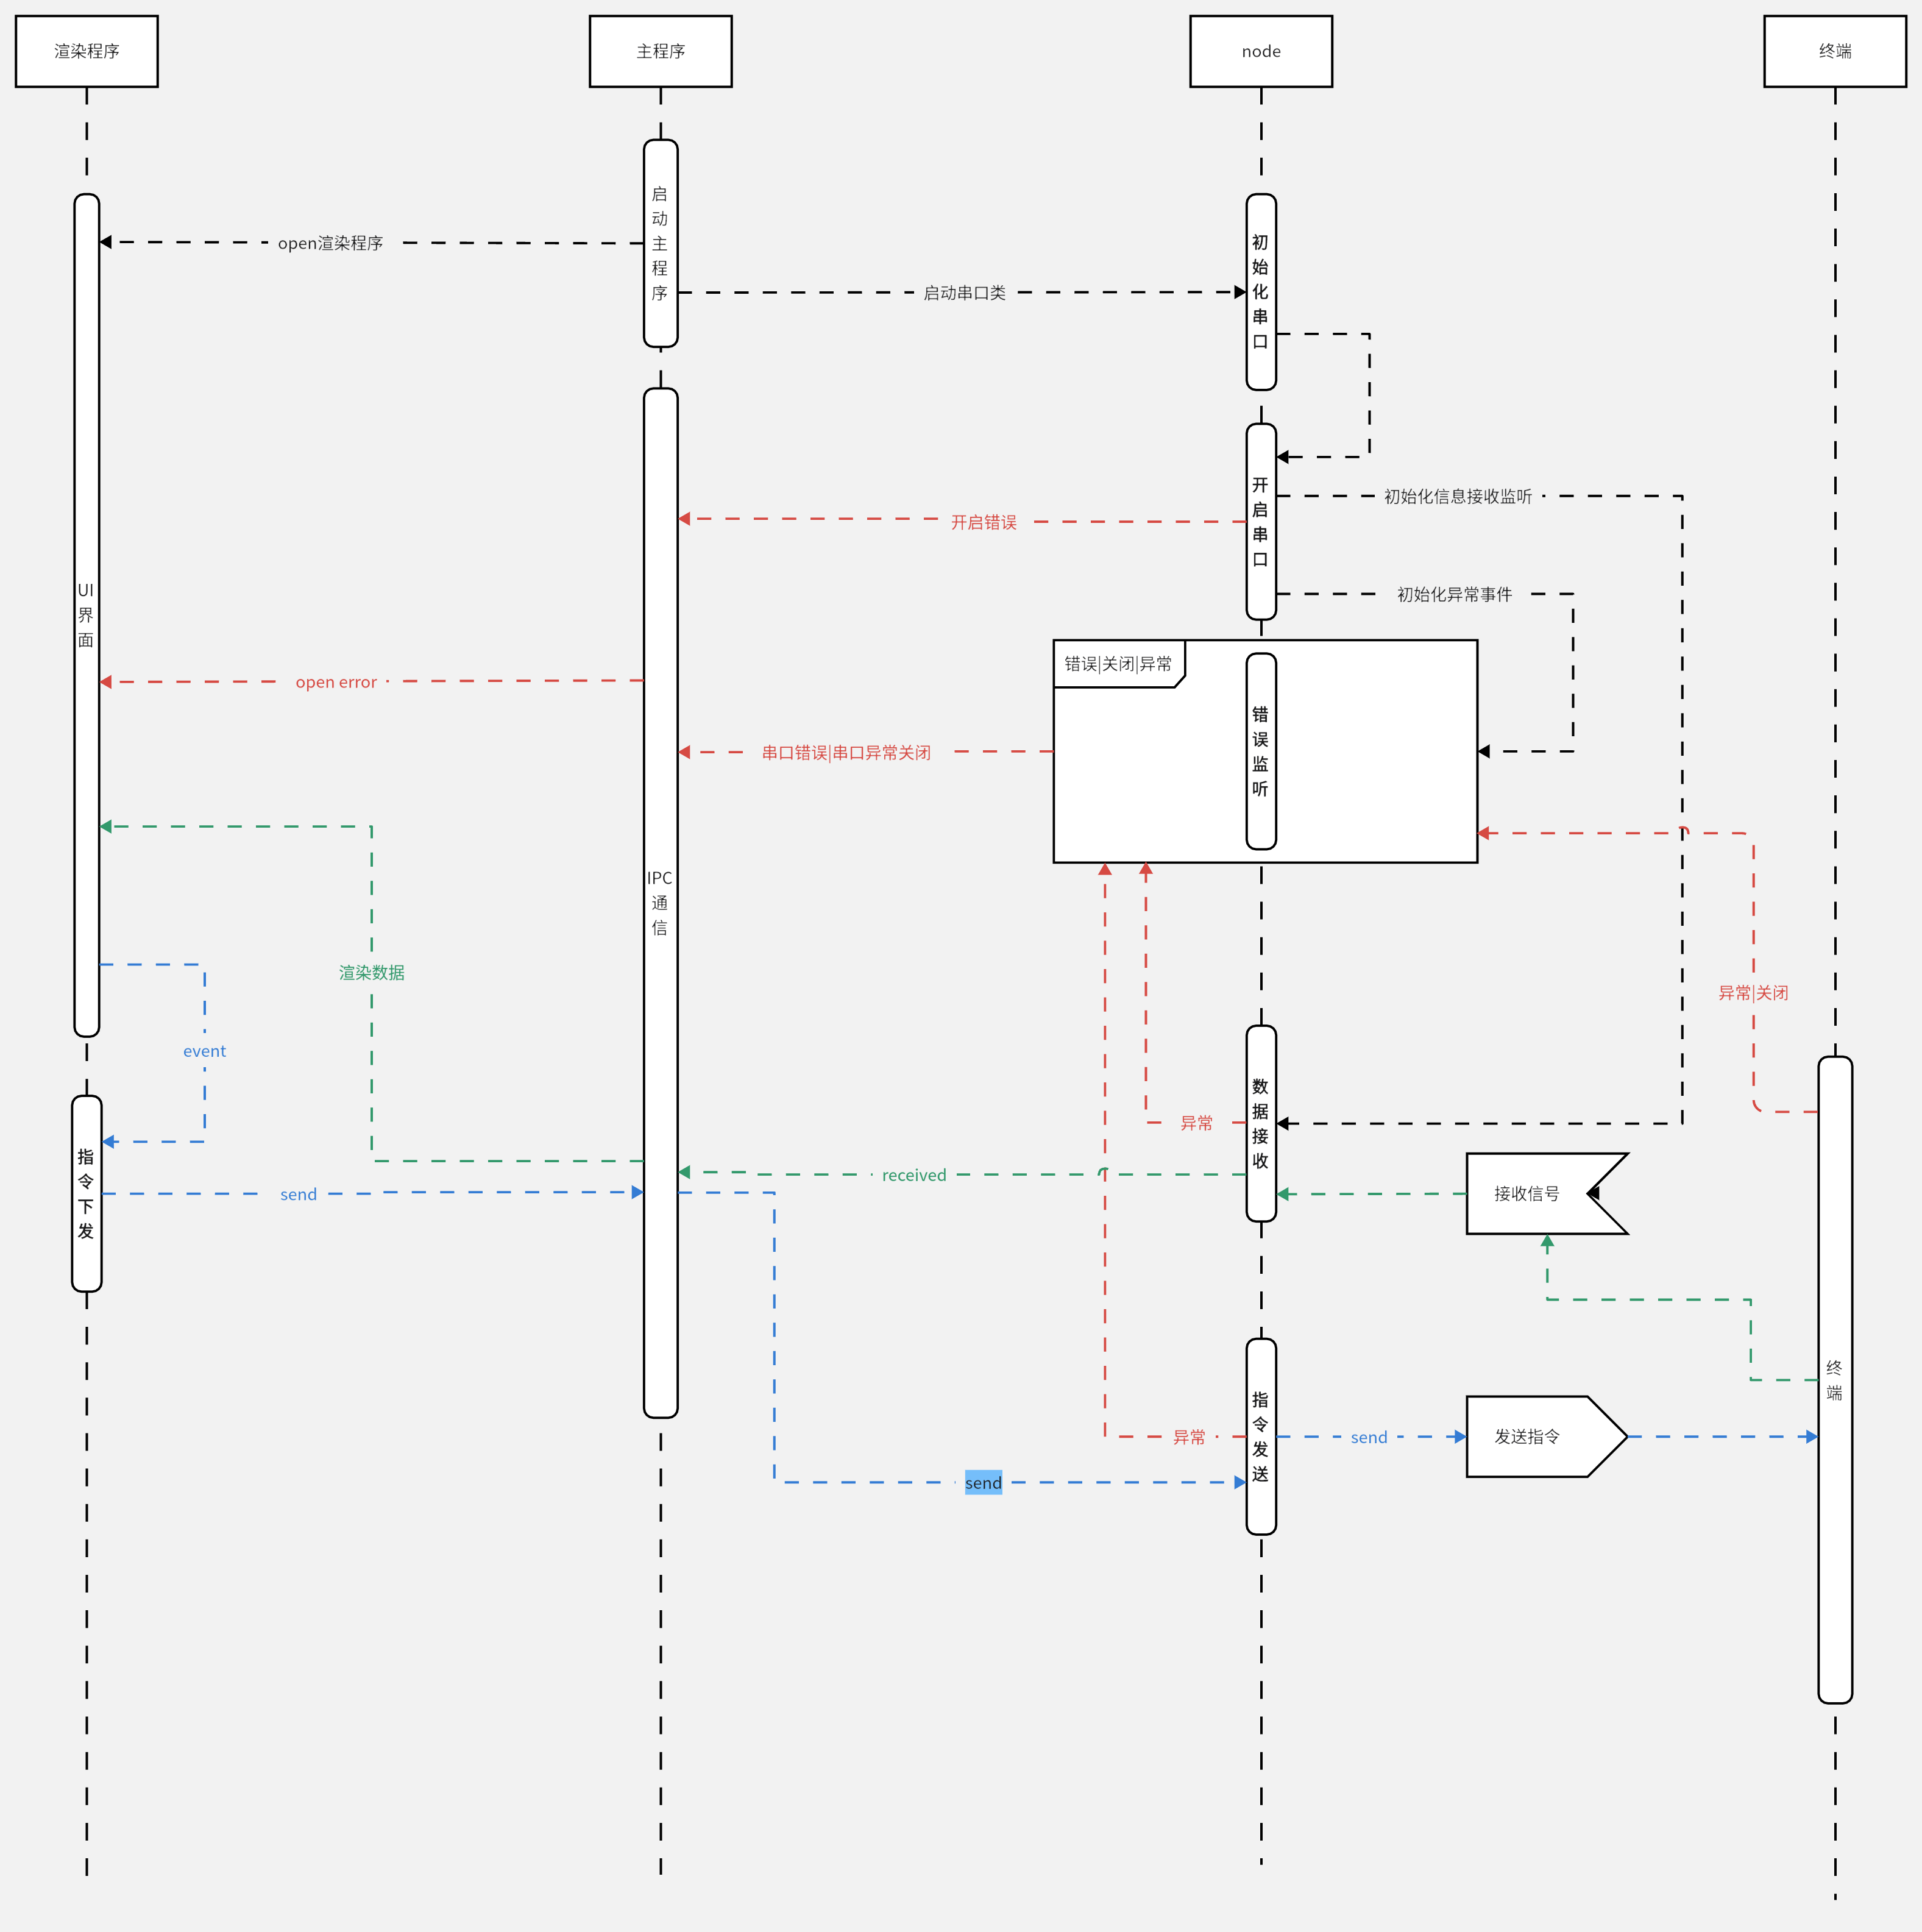 渲染程序
主程序
node
终端
启动主程序
初始化串口
open渲染程序
启动串口类
开启串口
初始化信息接收监听
开启错误
UI界面
初始化异常事件
错误|关闭|异常
open error
错误监听
串口错误|串口异常关闭
IPC通信
渲染数据
异常|关闭
event
数据接收
异常
指令下发
received
send
接收信号
终端
指令发送
异常
send
发送指令
send